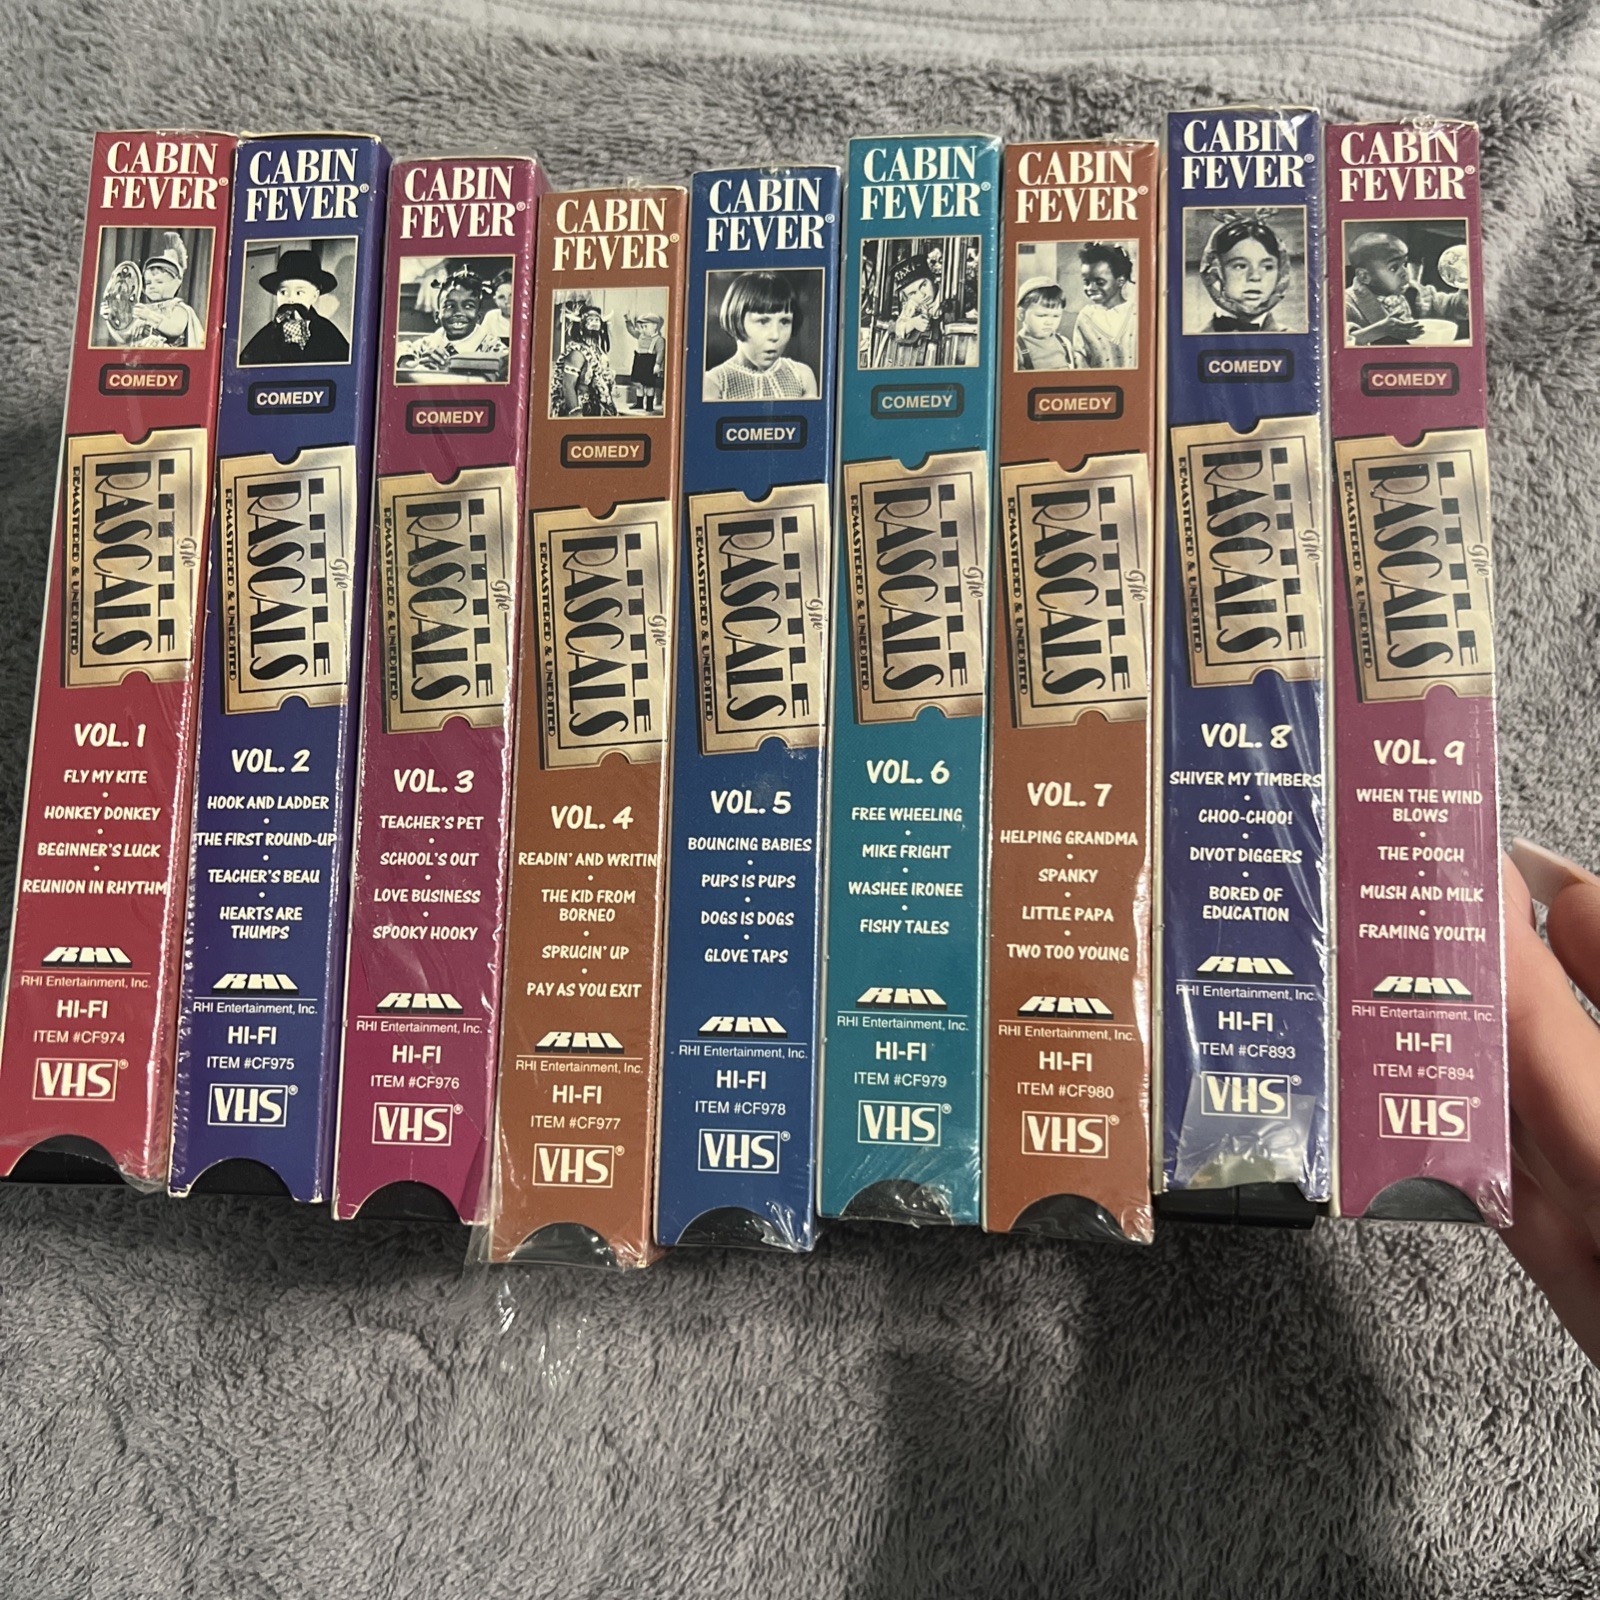 CABIN
FEVER®
COMEDY
The
LITTLE
RASCALS
REMASTERED & UNEDITED
VOL. 1
FLY MY KITE
•
HONKEY DONKEY
•
BEGINNER'S LUCK
•
REUNION IN RHYTHM
RHI
RHI Entertainment, Inc.
HI-FI
ITEM #CF974
VHS®
CABIN
FEVER®
COMEDY
The
LITTLE
RASCALS
REMASTERED & UNEDITED
VOL. 2
HOOK AND LADDER
•
THE FIRST ROUND-UP
•
TEACHER'S BEAU
•
HEARTS ARE
THUMPS
RHI
RHI Entertainment, Inc.
HI-FI
ITEM #CF975
VHS®
CABIN
FEVER®
COMEDY
The
LITTLE
RASCALS
REMASTERED & UNEDITED
VOL. 3
TEACHER'S PET
•
SCHOOL'S OUT
•
LOVE BUSINESS
•
SPOOKY HOOKY
RHI
RHI Entertainment, Inc.
HI-FI
ITEM #CF976
VHS®
CABIN
FEVER®
COMEDY
The
LITTLE
RASCALS
REMASTERED & UNEDITED
VOL. 4
READIN' AND WRITIN
•
THE KID FROM
BORNEO
•
SPRUCIN' UP
•
PAY AS YOU EXIT
RHI
RHI Entertainment, Inc.
HI-FI
ITEM #CF977
VHS®
CABIN
FEVER®
COMEDY
The
LITTLE
RASCALS
REMASTERED & UNEDITED
VOL. 5
BOUNCING BABIES
•
PUPS IS PUPS
•
DOGS IS DOGS
•
GLOVE TAPS
RHI
RHI Entertainment, Inc.
HI-FI
ITEM #CF978
VHS®
CABIN
FEVER®
TAXI
COMEDY
The
LITTLE
RASCALS
REMASTERED & UNEDITED
VOL. 6
FREE WHEELING
•
MIKE FRIGHT
•
WASHEE IRONEE
•
FISHY TALES
RHI
RHI Entertainment, Inc.
HI-FI
ITEM #CF979
VHS®
CABIN
FEVER®
COMEDY
The
LITTLE
RASCALS
REMASTERED & UNEDITED
VOL. 7
HELPING GRANDMA
•
SPANKY
•
LITTLE PAPA
•
TWO TOO YOUNG
RHI
RHI Entertainment, Inc.
HI-FI
ITEM #CF980
VHS®
CABIN
FEVER®
COMEDY
The
LITTLE
RASCALS
REMASTERED & UNEDITED
VOL. 8
SHIVER MY TIMBERS
•
CHOO-CHOO!
•
DIVOT DIGGERS
•
BORED OF
EDUCATION
RHI
RHI Entertainment, Inc.
HI-FI
ITEM #CF893
VHS®
CABIN
FEVER®
COMEDY
The
LITTLE
RASCALS
REMASTERED & UNEDITED
VOL. 9
WHEN THE WIND
BLOWS
•
THE POOCH
•
MUSH AND MILK
•
FRAMING YOUTH
RHI
RHI Entertainment, Inc.
HI-FI
ITEM #CF894
VHS®